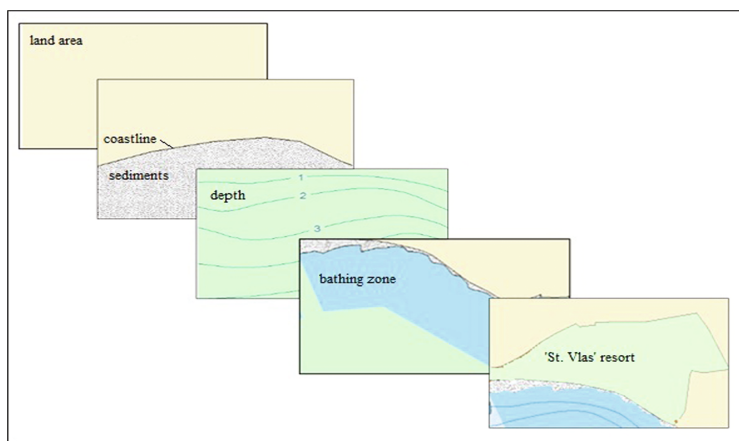 land area
coastline
sediments
1
depth
2
3
bathing zone
'St. Vlas' resort